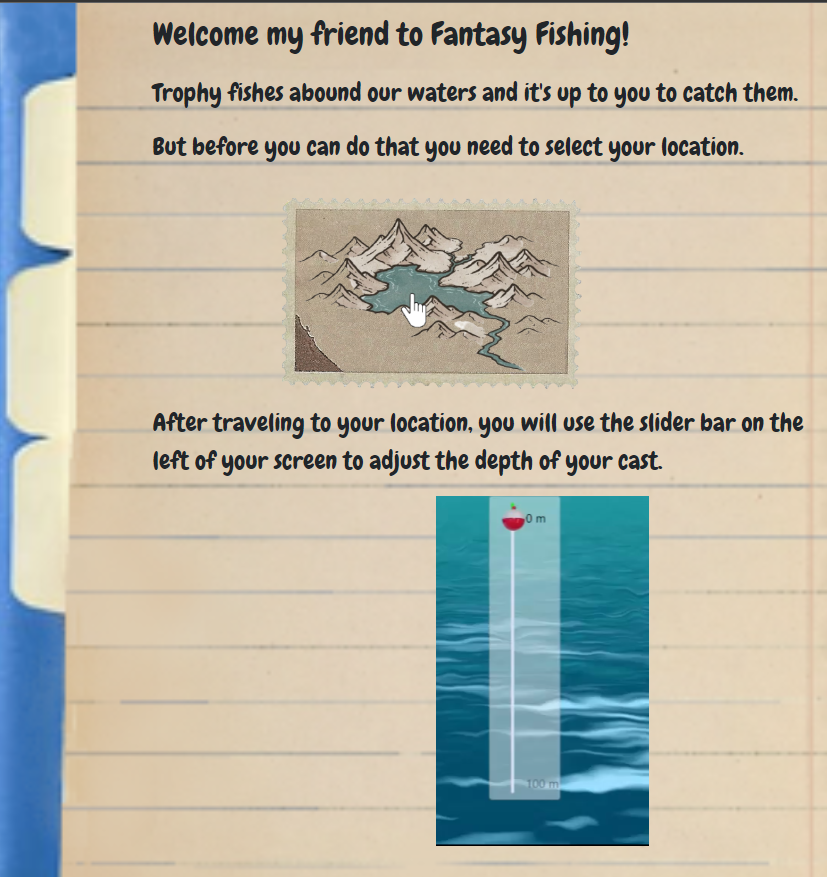 Welcome my friend to Fantasy Fishing!
Trophy fishes abound our waters and it's up to you to catch them.
But before you can do that you need to select your location.
After traveling to your location, you will use the slider bar on the
left of your screen to adjust the depth of your cast.
0 m
100 m